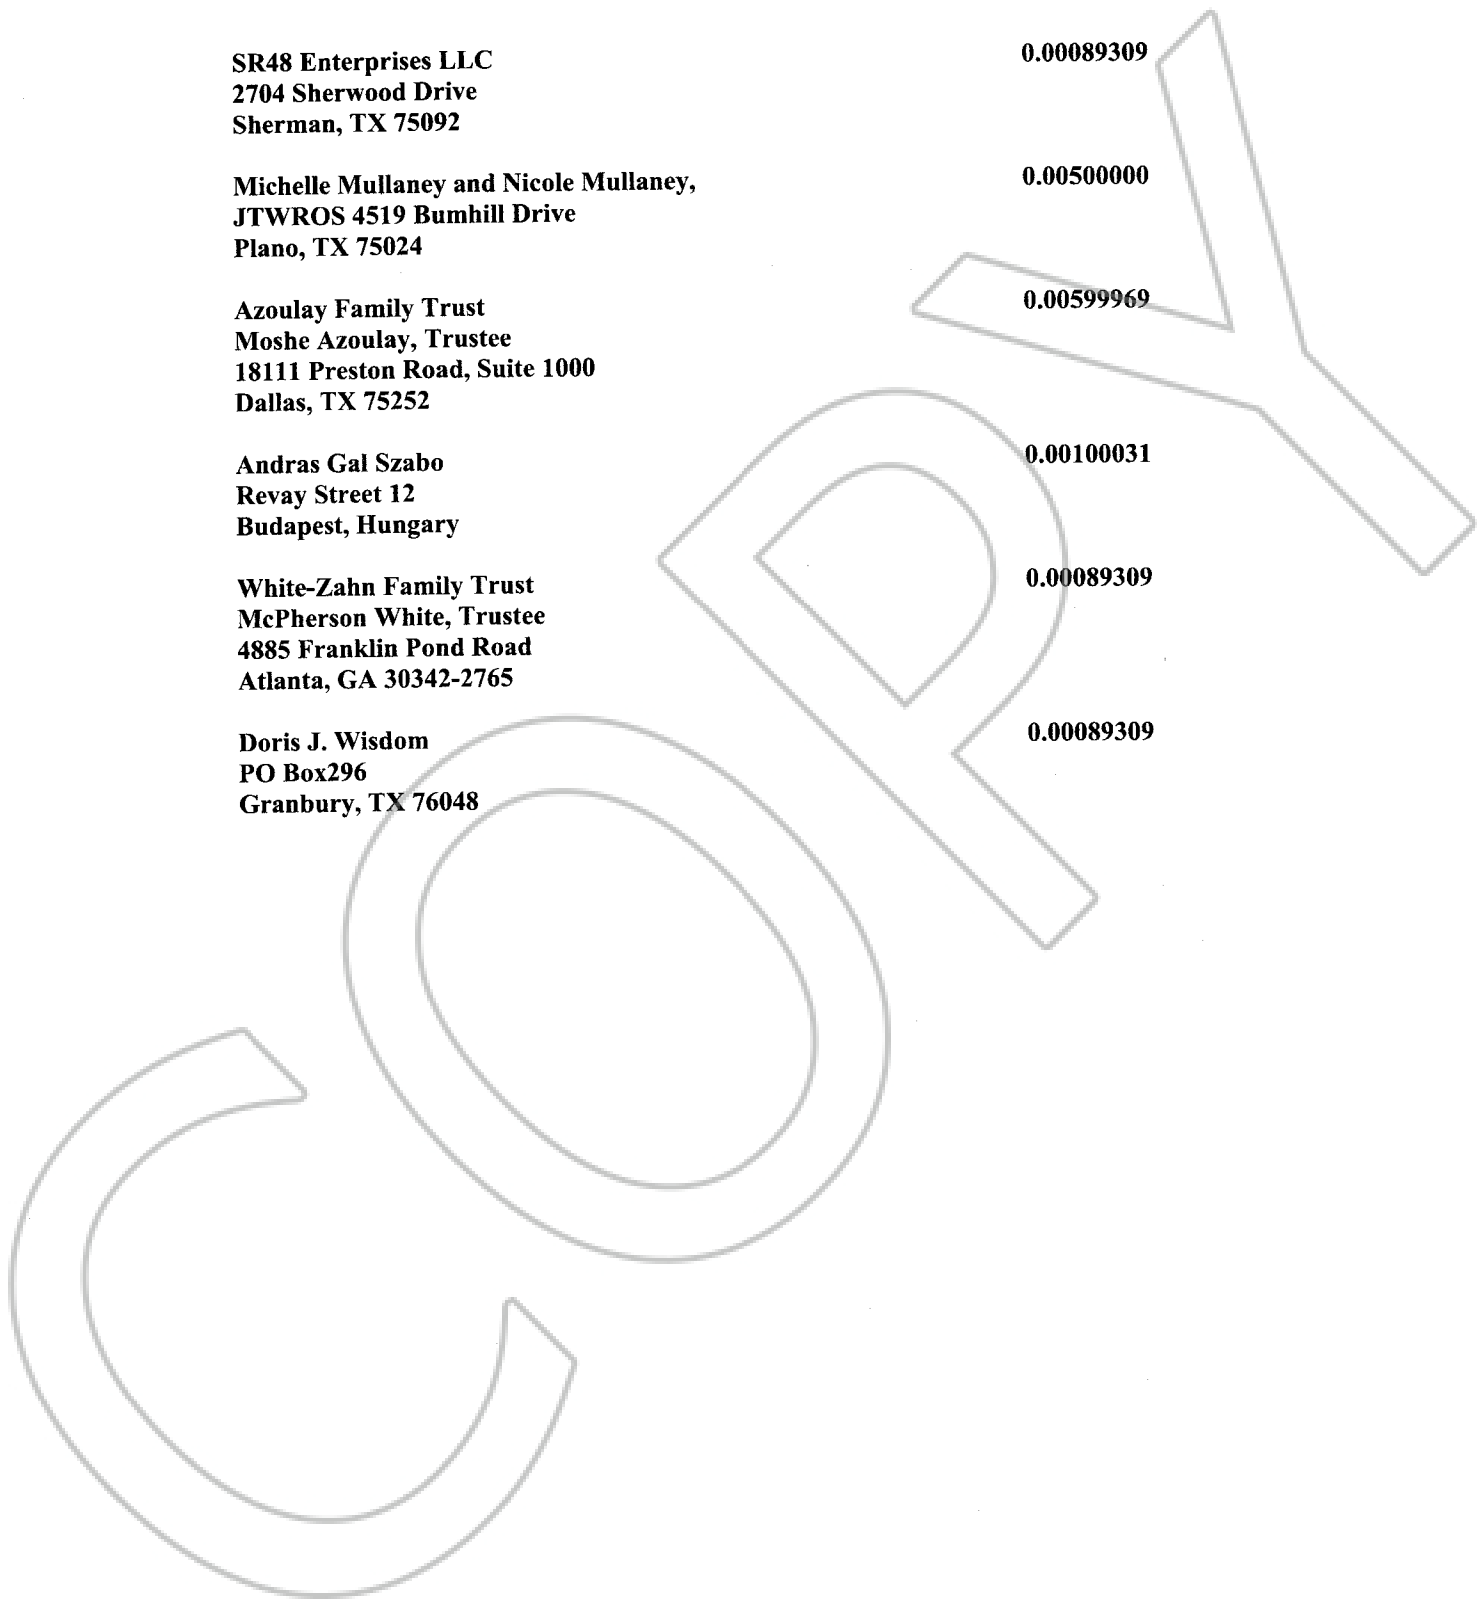 SR48 Enterprises LLC 0.00089309
2704 Sherwood Drive
Sherman, TX 75092
Michelle Mullaney and Nicole Mullaney, 0.00500000
JTWROS 4519 Bumhill Drive
Plano, TX 75024
Azoulay Family Trust 0.00599969
Moshe Azoulay, Trustee
18111 Preston Road, Suite 1000
Dallas, TX 75252
Andras Gal Szabo 0.00100031
Revay Street 12
Budapest, Hungary
White-Zahn Family Trust 0.00089309
McPherson White, Trustee
4885 Franklin Pond Road
Atlanta, GA 30342-2765
Doris J. Wisdom 0.00089309
PO Box296
Granbury, TX 76048
COPY